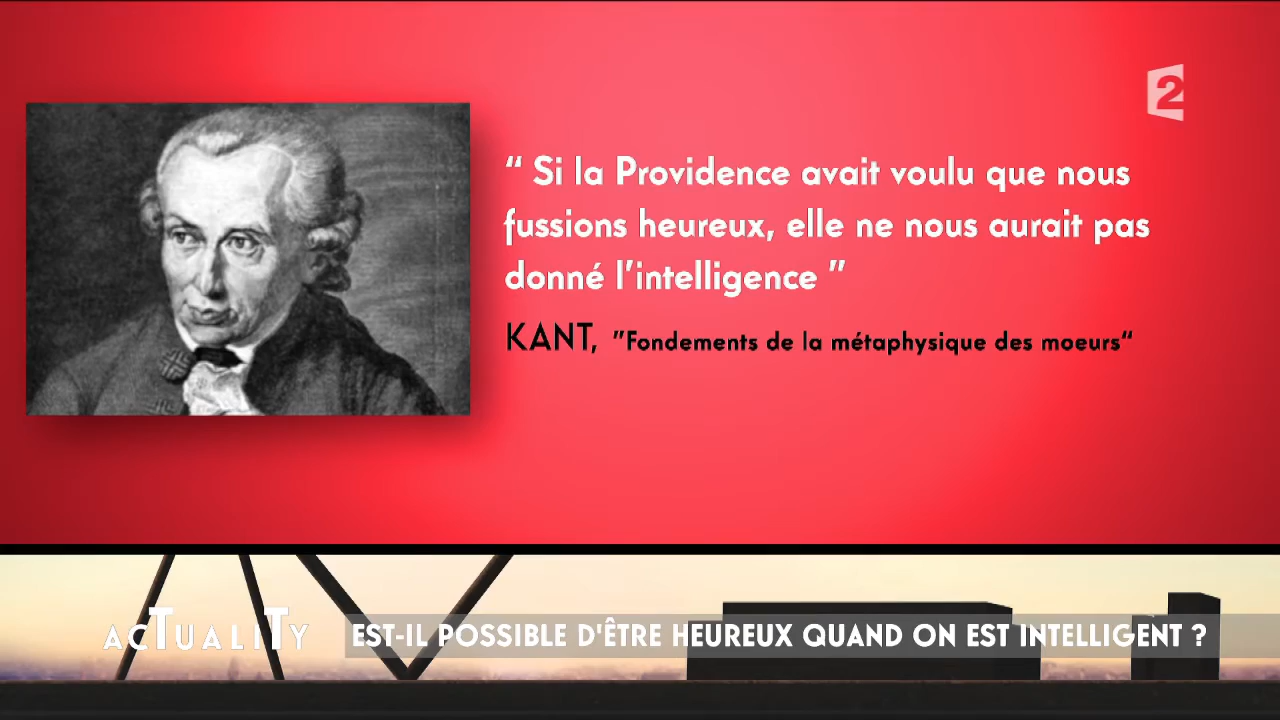 2
“ Si la Providence avait voulu que nous
fussions heureux, elle ne nous aurait pas
donné l'intelligence ”
KANT, ”Fondements de la métaphysique des moeurs“
ACTUALITY
EST-IL POSSIBLE D'ÊTRE HEUREUX QUAND ON EST INTELLIGENT ?